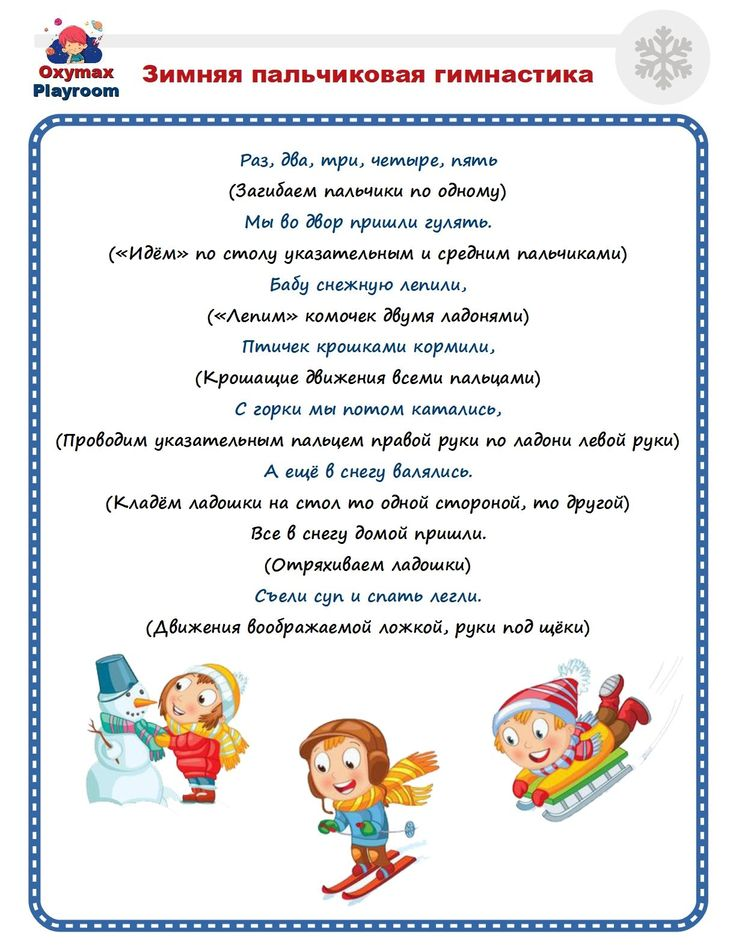 Oxymax
Playroom
Зимняя пальчиковая гимнастика
Раз, два, три, четыре, пять
(Загибаем пальчики по одному)
Мы во двор пришли гулять.
(«Идём» по столу указательным и средним пальчиками)
Бабу снежную лепили,
(«Лепим» комочек двумя ладонями)
Птичек крошками кормили,
(Крошащие движения всеми пальцами)
С горки мы потом катались,
(Проводим указательным пальцем правой руки по ладони левой руки)
А ещё в снегу валялись.
(Кладём ладошки на стол то одной стороной, то другой)
Все в снегу домой пришли.
(Отряхиваем ладошки)
Съели суп и спать легли.
(Движения воображаемой ложкой, руки под щёки)